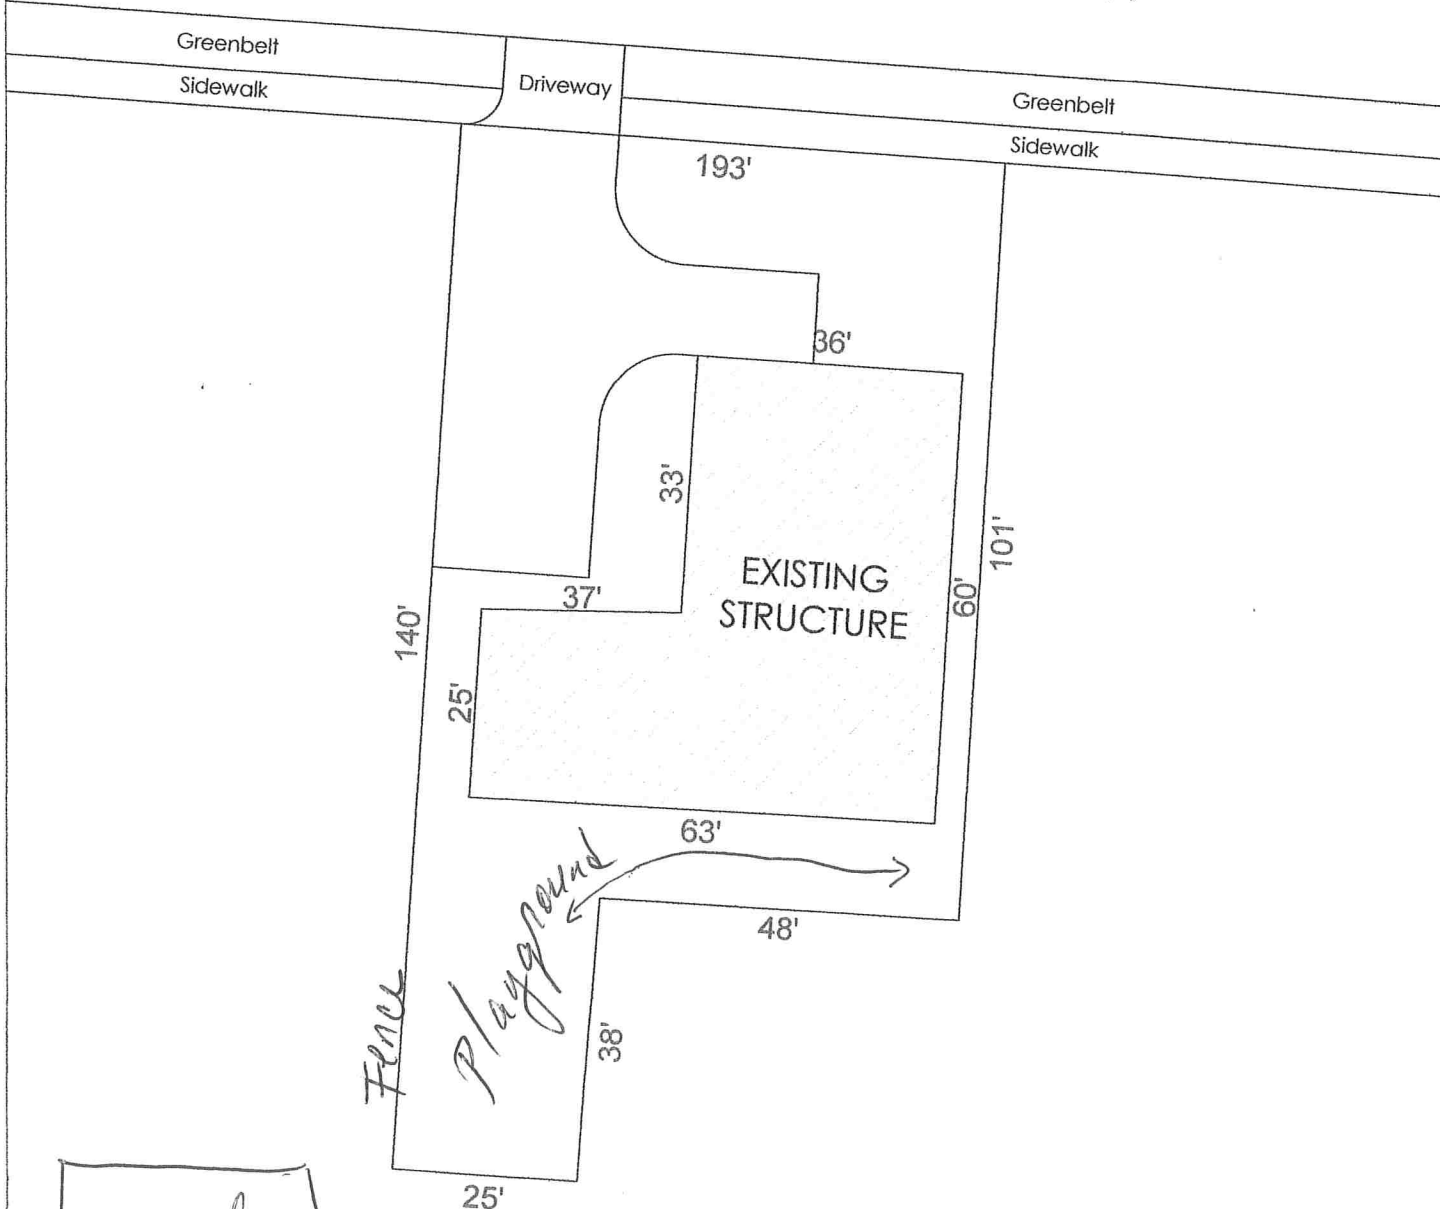 Greenbelt
Sidewalk
Driveway
Greenbelt
Sidewalk
193'
36'
33'
EXISTING
STRUCTURE
101'
60'
37'
140'
25'
63'
Playground
48'
Fence
38'
25'